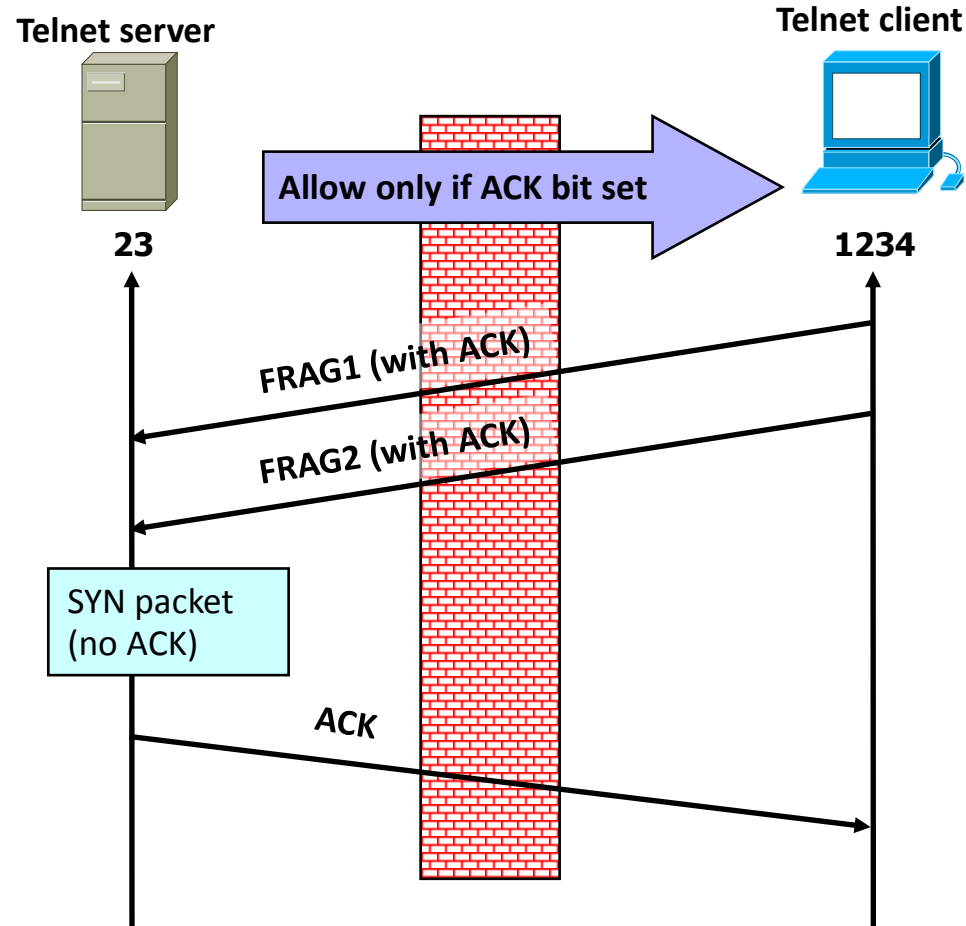 Telnet server
Telnet client
Allow only if ACK bit set
23
1234
FRAG1 (with ACK)
FRAG2 (with ACK)
SYN packet
(no ACK)
ACK